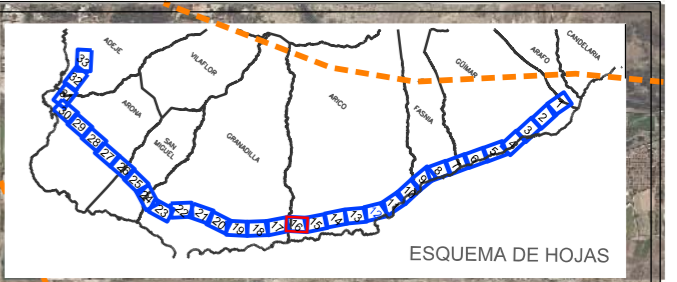 ADEJE
VILAFLOR
ARONA
SAN
MIGUEL
GRANADILLA
ARICO
FASNIA
GÜIMAR
ARAFO
CANDELARIA
33
32
31
30
29
28
27
26
25
24
23
22
21
20
19
18
17
16
15
14
13
12
11
10
9
8
7
6
5
4
3
2
1
ESQUEMA DE HOJAS